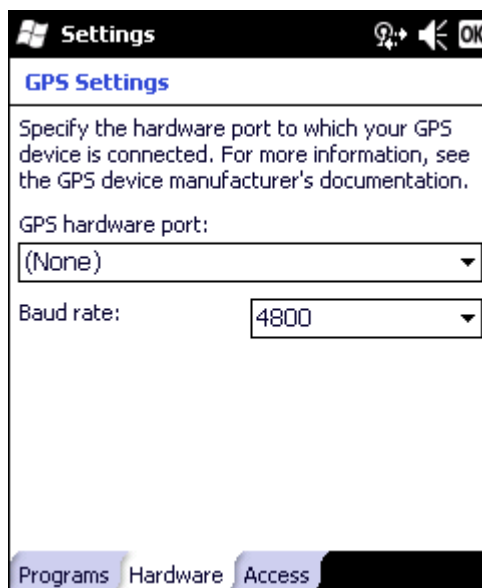 Settings
OK
GPS Settings
Specify the hardware port to which your GPS
device is connected. For more information, see
the GPS device manufacturer's documentation.
GPS hardware port:
(None)
Baud rate:
4800
Programs Hardware Access